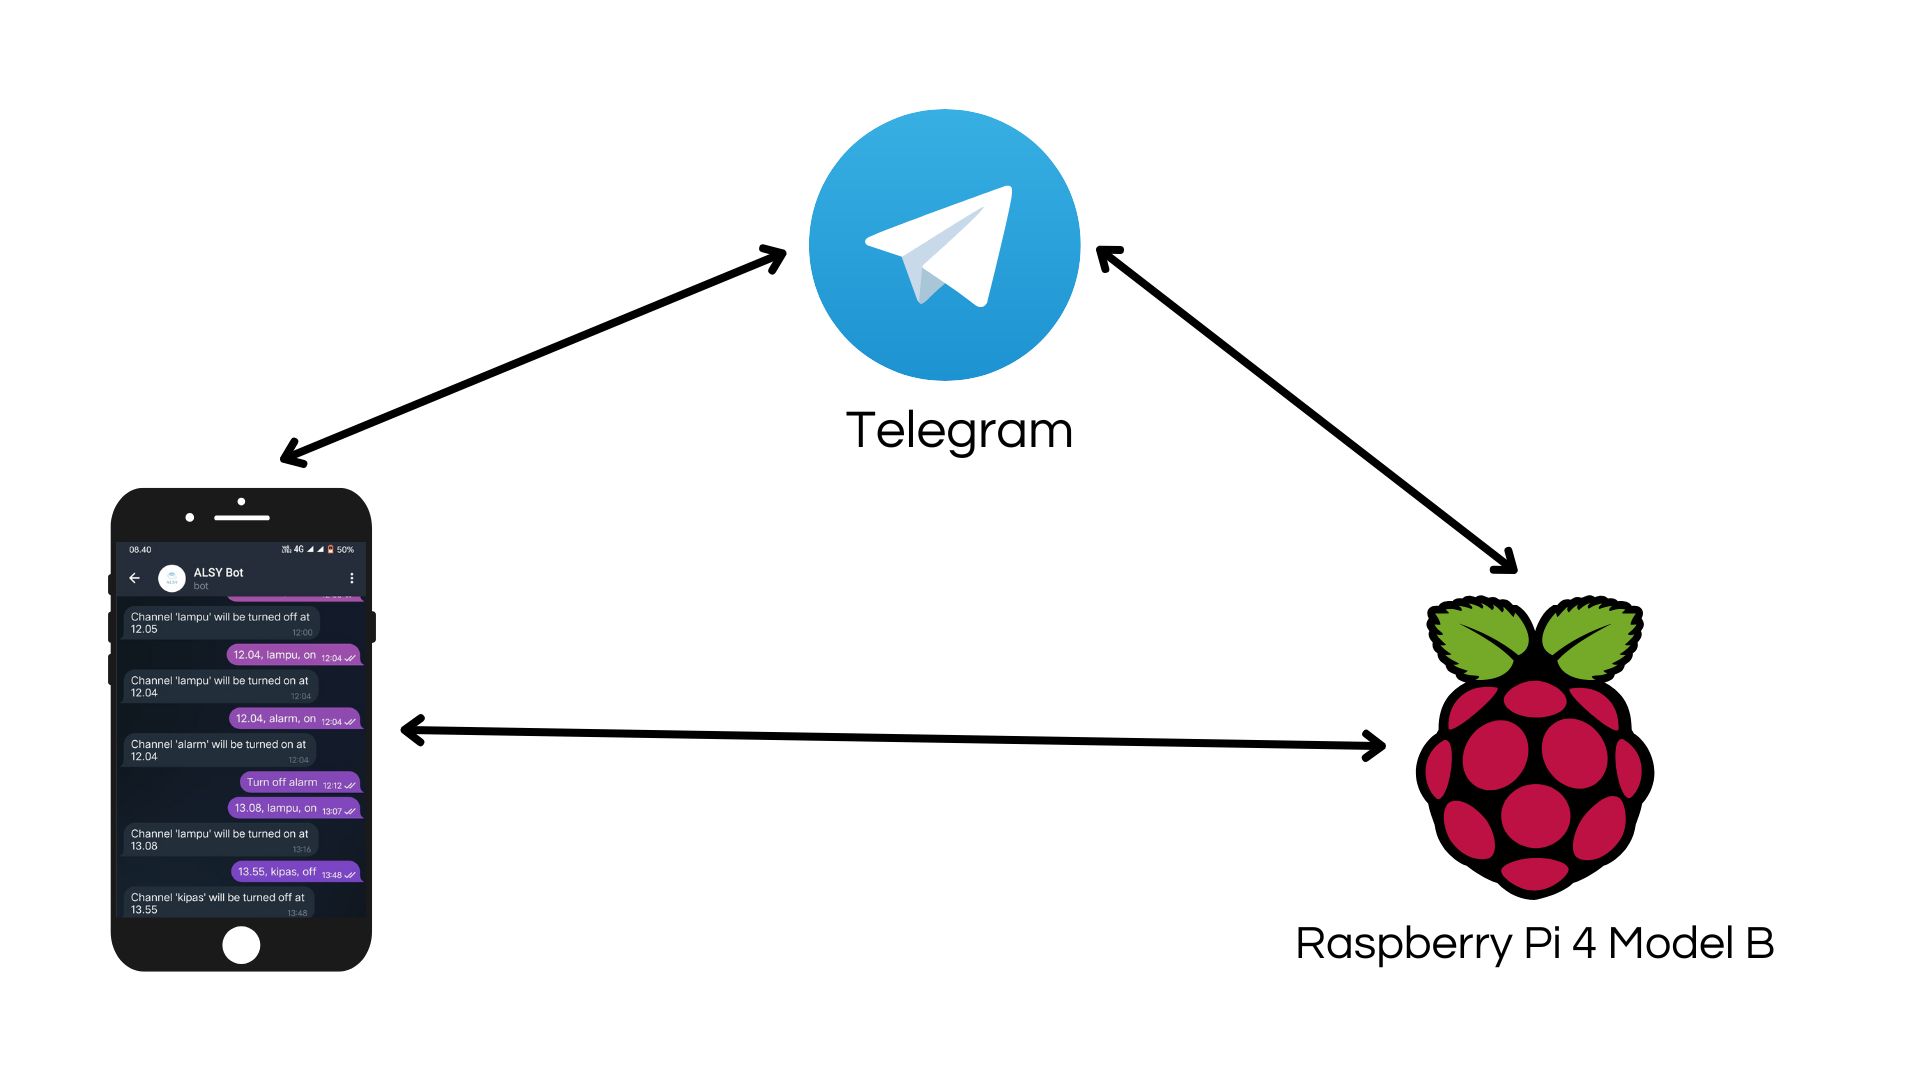 Telegram
08.40
4G
50%
ALSY Bot
bot
Channel 'lampu' will be turned off at
12.05
12:00
12.04, lampu, on 12:04
Channel 'lampu' will be turned on at
12.04
12:04
12.04, alarm, on 12:04
Channel 'alarm' will be turned on at
12.04
12:04
Turn off alarm 12:12
13.08, lampu, on 13:07
Channel 'lampu' will be turned on at
13.08
13:16
13.55, kipas, off 13:48
Channel 'kipas' will be turned off at
13.55
13:48
Raspberry Pi 4 Model B